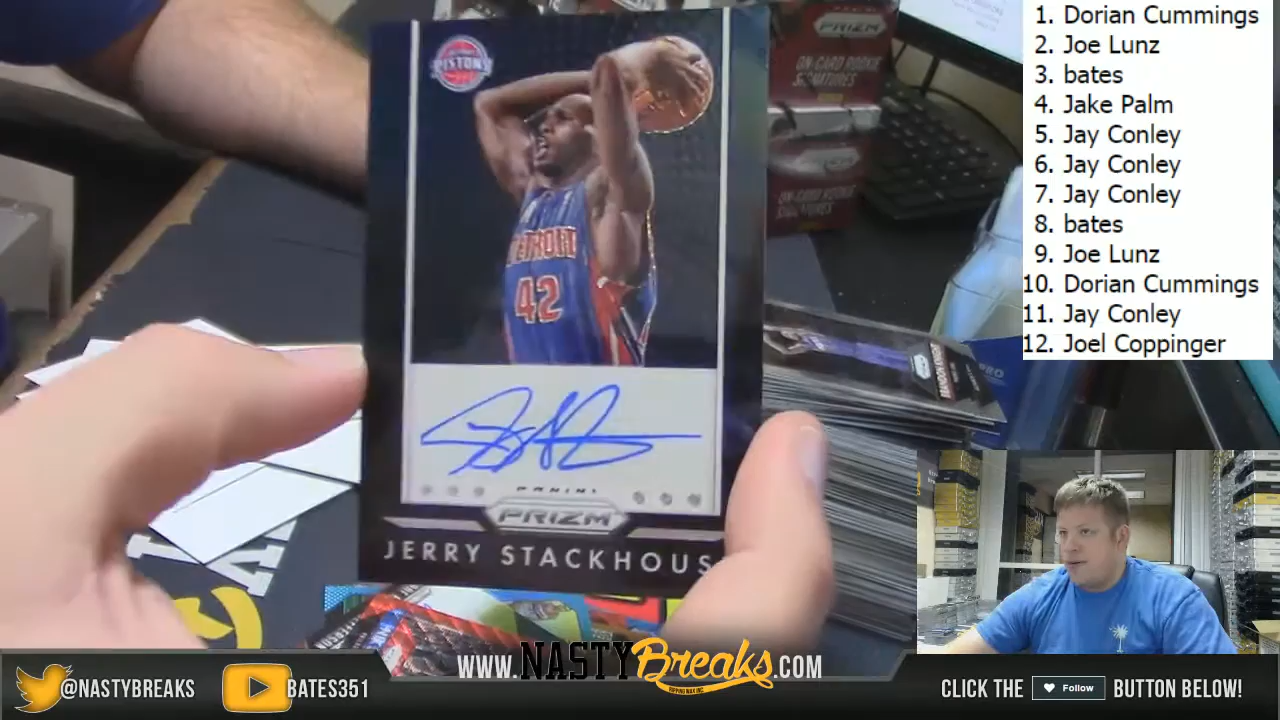 1. Dorian Cummings
2. Joe Lunz
3. bates
4. Jake Palm
5. Jay Conley
6. Jay Conley
7. Jay Conley
8. bates
9. Joe Lunz
10. Dorian Cummings
11. Jay Conley
12. Joel Coppinger
PISTONS
DETROIT
42
PANINI
PRIZM
JERRY STACKHOUS
PRIZM
ON-CARD ROOKIE
SIGNATURES
ON-CARD ROOKIE
SIGNATURES
@NASTYBREAKS
BATES351
WWW.NASTYBreaks.COM
CLICK THE Follow BUTTON BELOW!